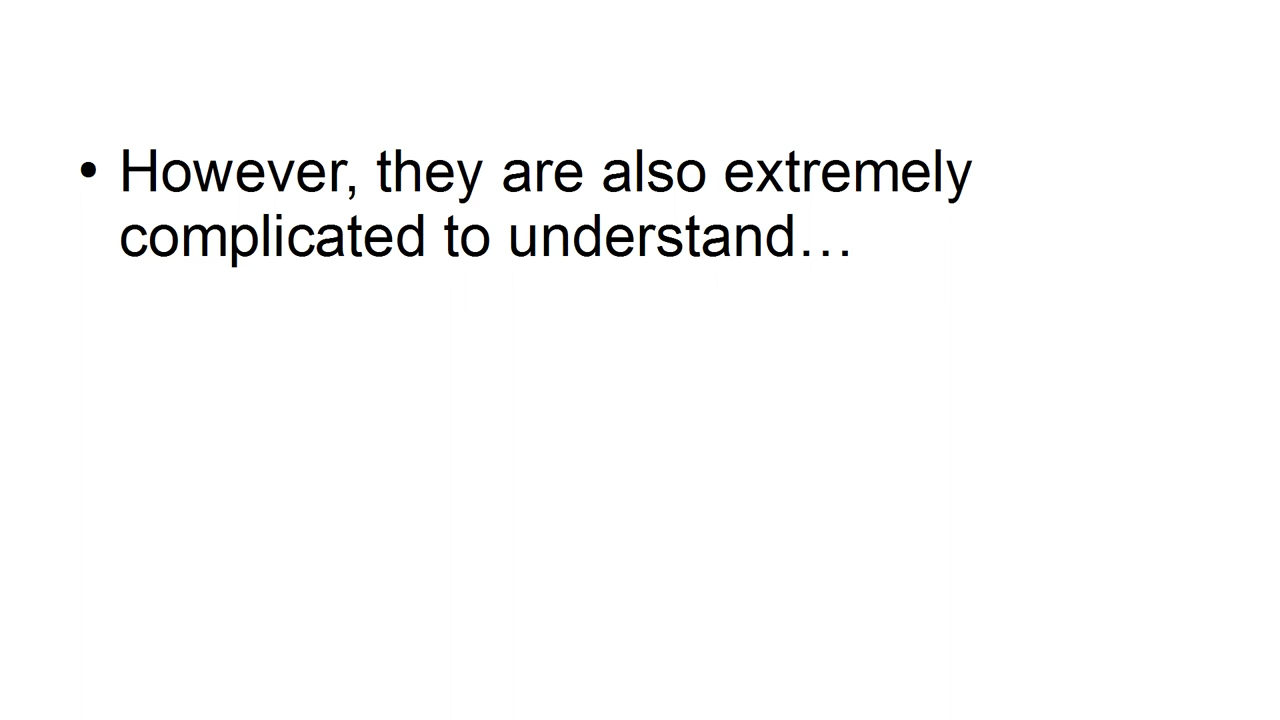 • However, they are also extremely
complicated to understand…